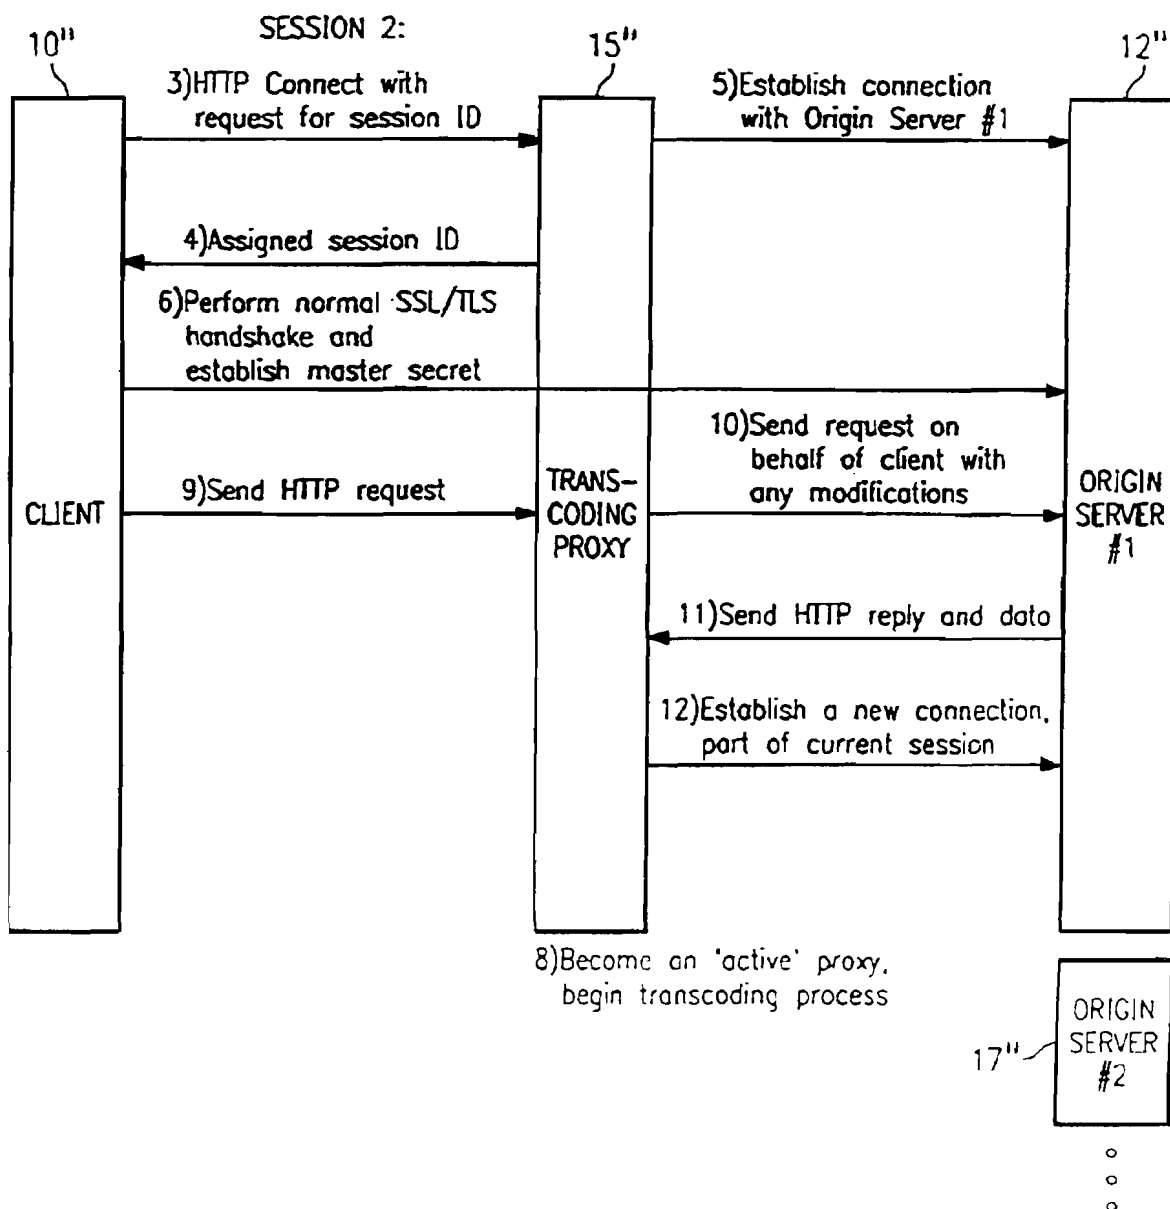 SESSION 2:
10"
15"
12"
3)HTTP Connect with
request for session ID
5)Establish connection
with Origin Server #1
4)Assigned session ID
6)Perform normal SSL/TLS
handshake and
establish master secret
10)Send request on
behalf of client with
any modifications
9)Send HTTP request
CLIENT
TRANS-
CODING
PROXY
ORIGIN
SERVER
#1
11)Send HTTP reply and data
12)Establish a new connection,
part of current session
8)Become an 'active' proxy,
begin transcoding process
17"
ORIGIN
SERVER
#2